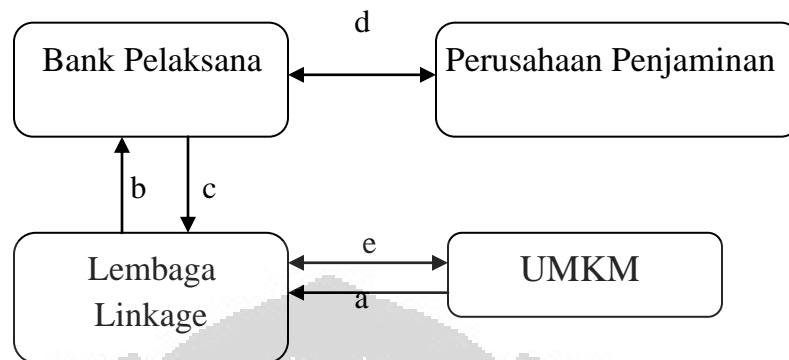 d
Bank Pelaksana
Perusahaan Penjaminan
b
c
Lembaga
Linkage
e
a
UMKM